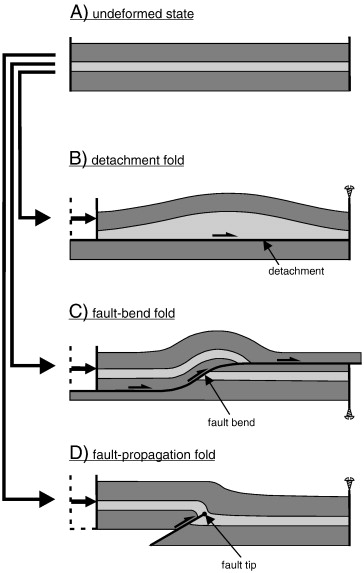 A) undeformed state
B) detachment fold
detachment
C) fault-bend fold
fault bend
D) fault-propagation fold
fault tip